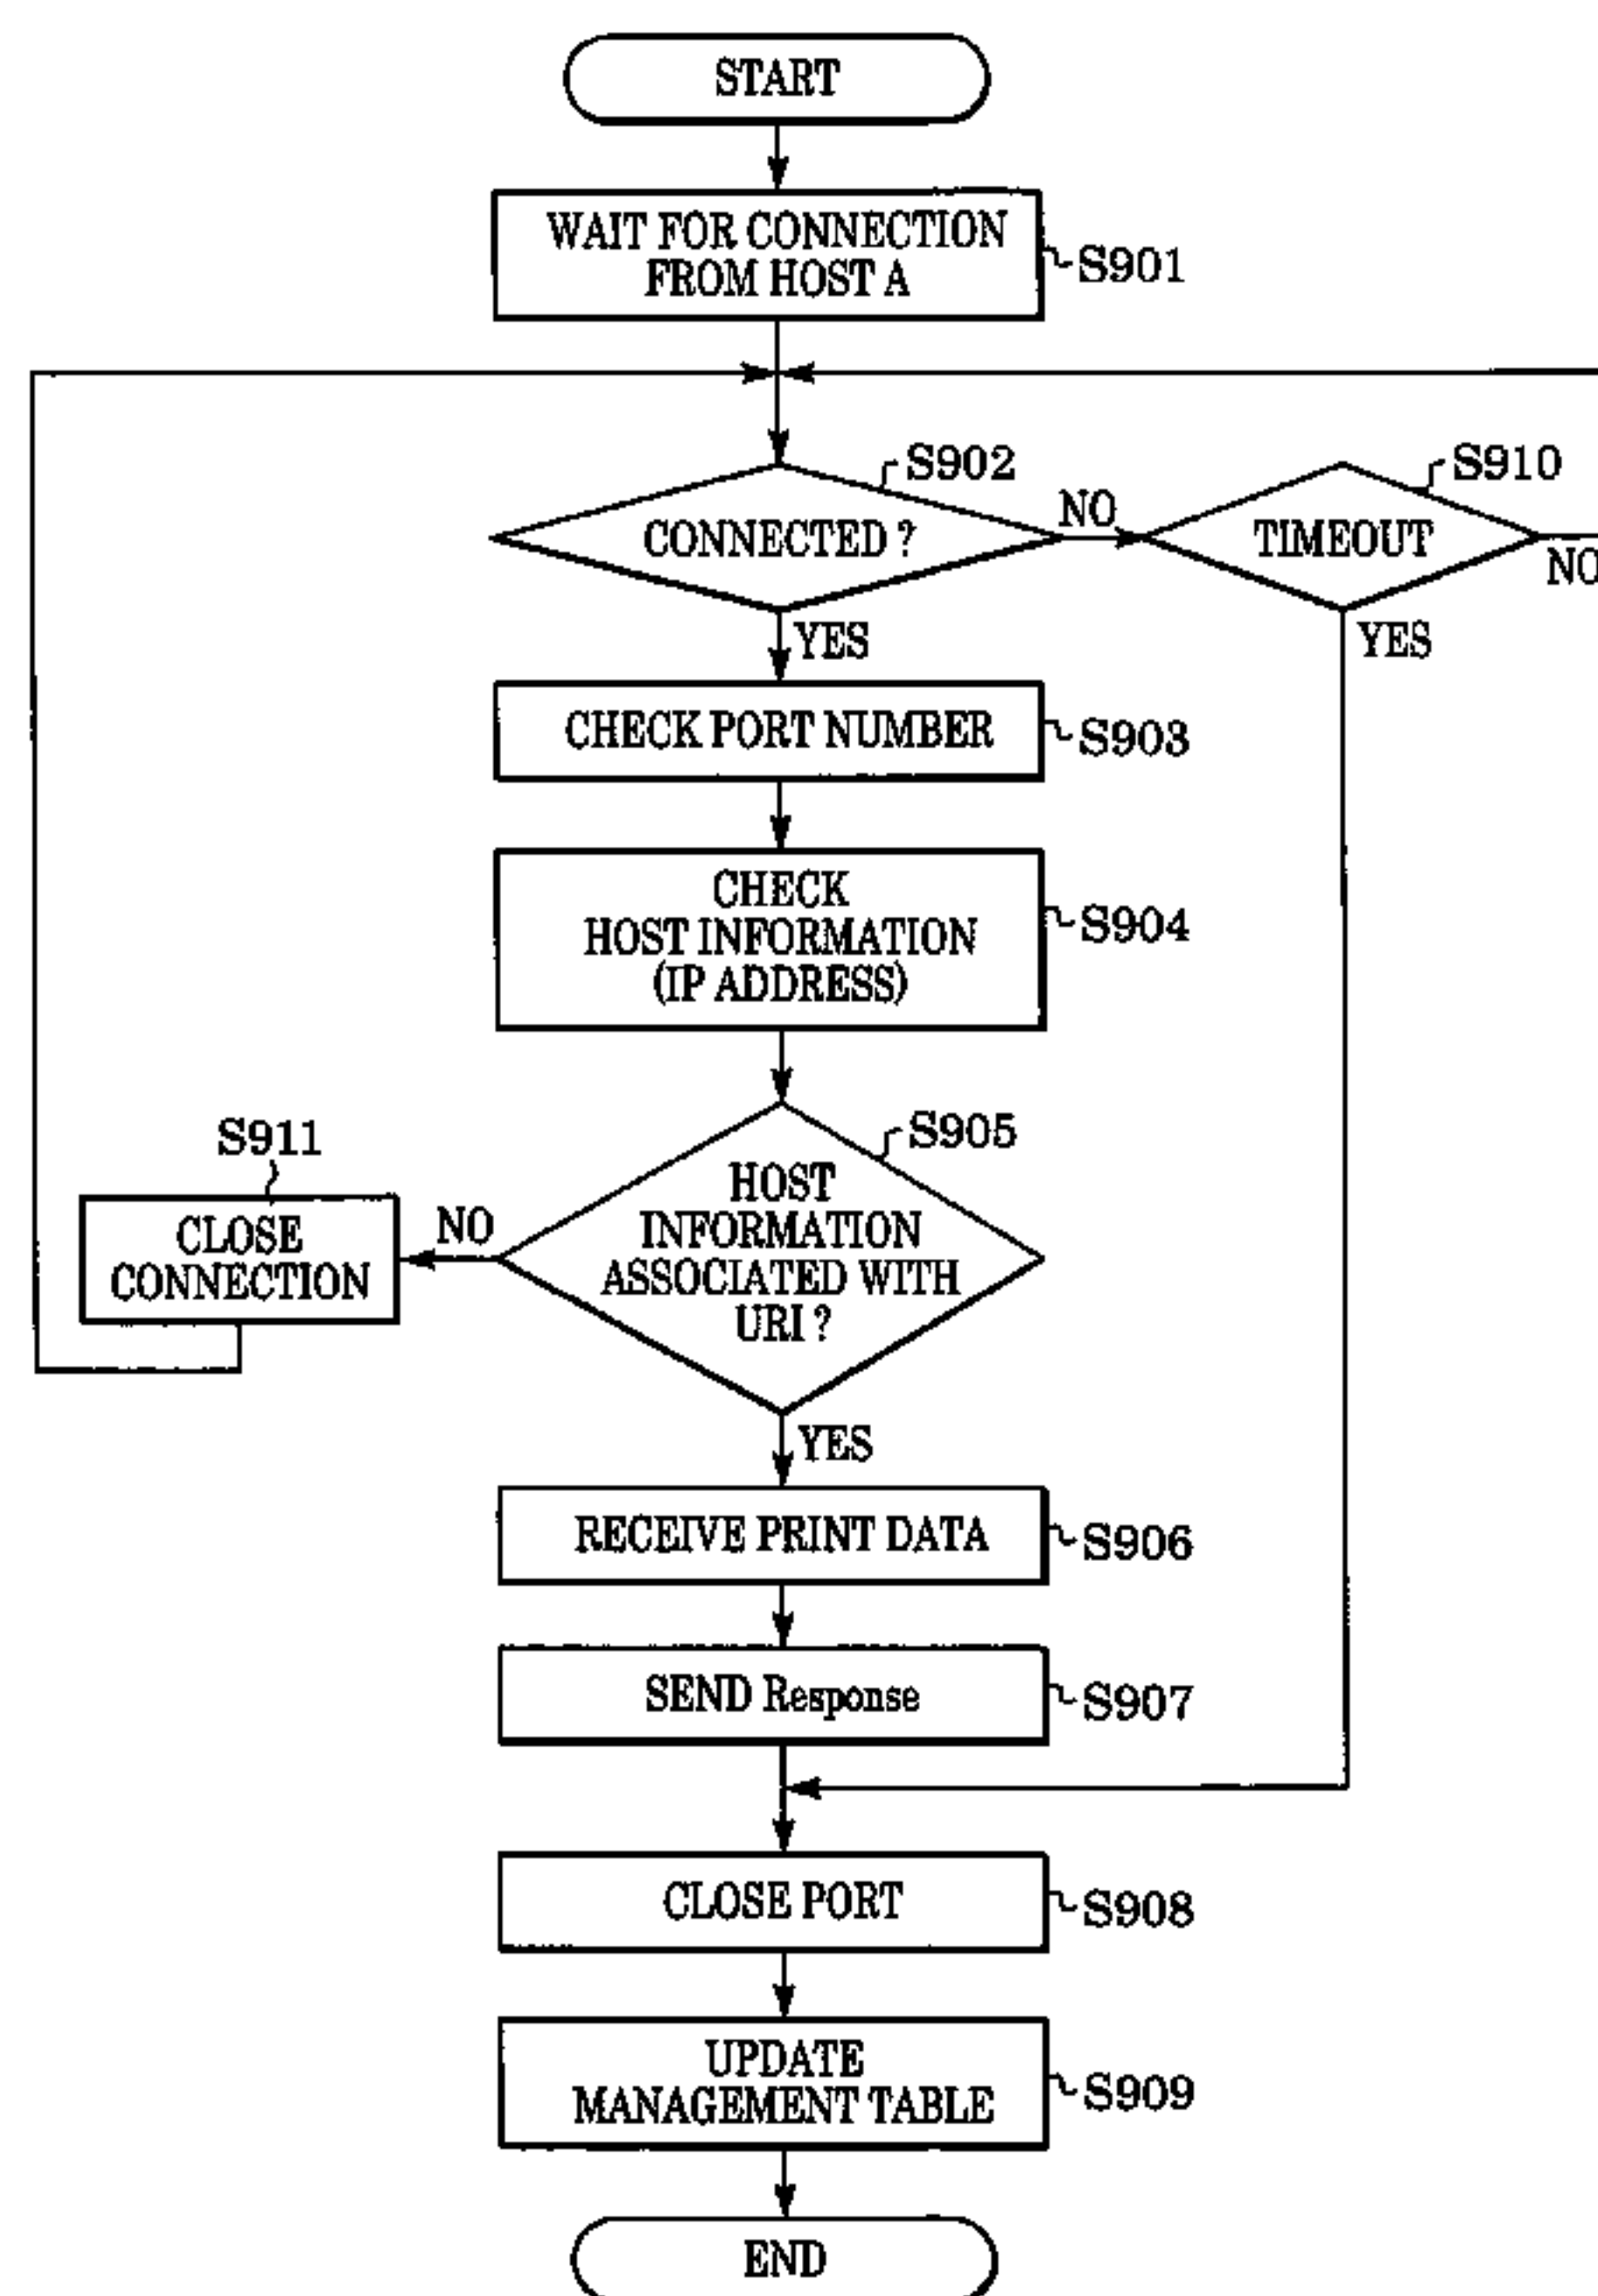 START
WAIT FOR CONNECTION
FROM HOST A
S901
S902
CONNECTED ?
NO
S910
TIMEOUT
NO
YES
YES
CHECK PORT NUMBER
S903
CHECK
HOST INFORMATION
(IP ADDRESS)
S904
S905
HOST
INFORMATION
ASSOCIATED WITH
URI ?
NO
S911
CLOSE
CONNECTION
YES
RECEIVE PRINT DATA
S906
SEND Response
S907
CLOSE PORT
S908
UPDATE
MANAGEMENT TABLE
S909
END